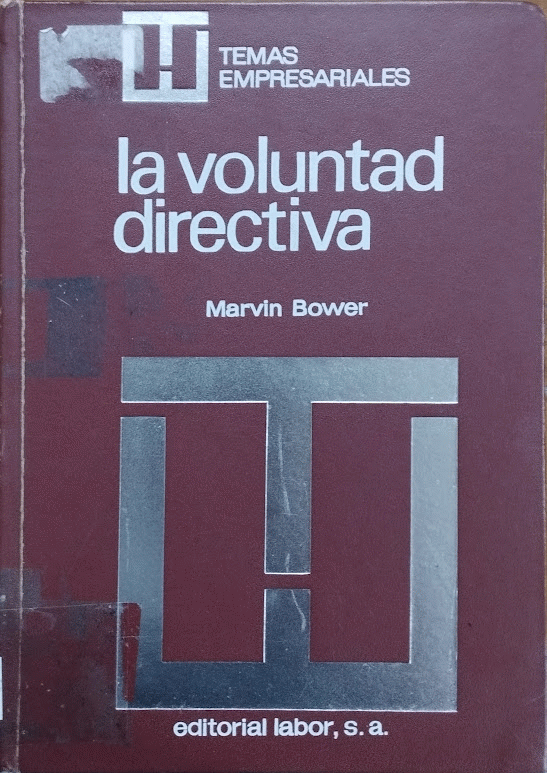 TEMAS
EMPRESARIALES
la voluntad
directiva
Marvin Bower
editorial labor, s. a.